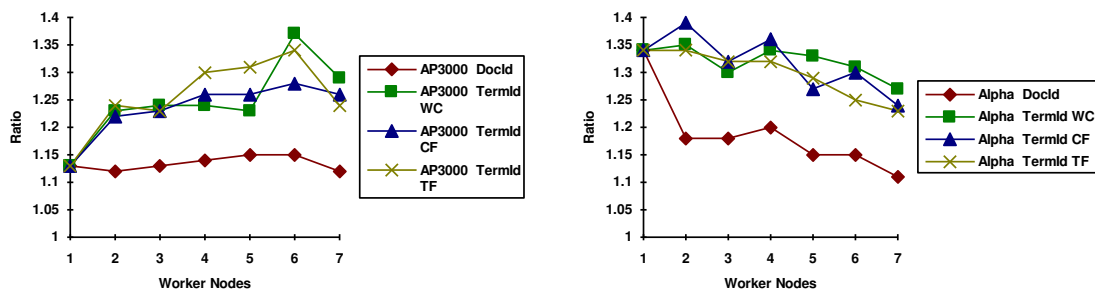 1.4
1.35
1.3
1.25
1.2
1.15
1.1
1.05
1
Ratio
1 2 3 4 5 6 7
Worker Nodes
AP3000 DocId
AP3000 TermId
WC
AP3000 TermId
CF
AP3000 TermId
TF
1.4
1.35
1.3
1.25
1.2
1.15
1.1
1.05
1
Ratio
1 2 3 4 5 6 7
Worker Nodes
Alpha DocId
Alpha TermId WC
Alpha TermId CF
Alpha TermId TF